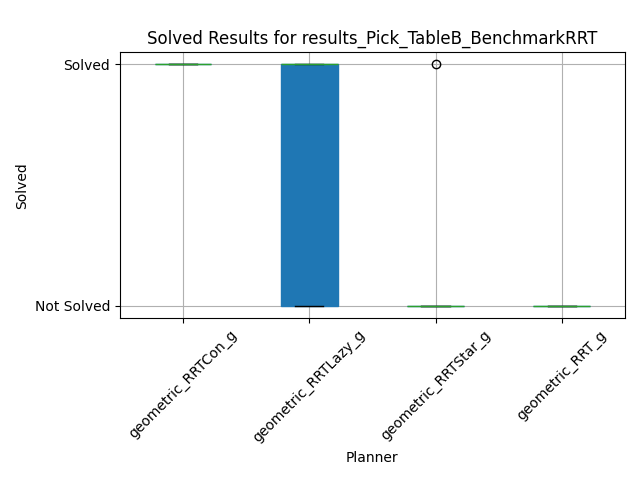 Solved Results for results_Pick_TableB_BenchmarkRRT
Solved
Solved
Not Solved
geometric_RRTCon_g
geometric_RRTLazy_g
geometric_RRTStar_g
geometric_RRT_g
Planner